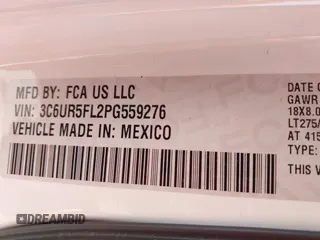 MFD BY: FCA US LLC
VIN: 3C6UR5FL2PG559276
VEHICLE MADE IN: MEXICO
DATE O
GAWR
18X8.0
LT275/
AT 415
TYPE:
THIS V
DREAMBID